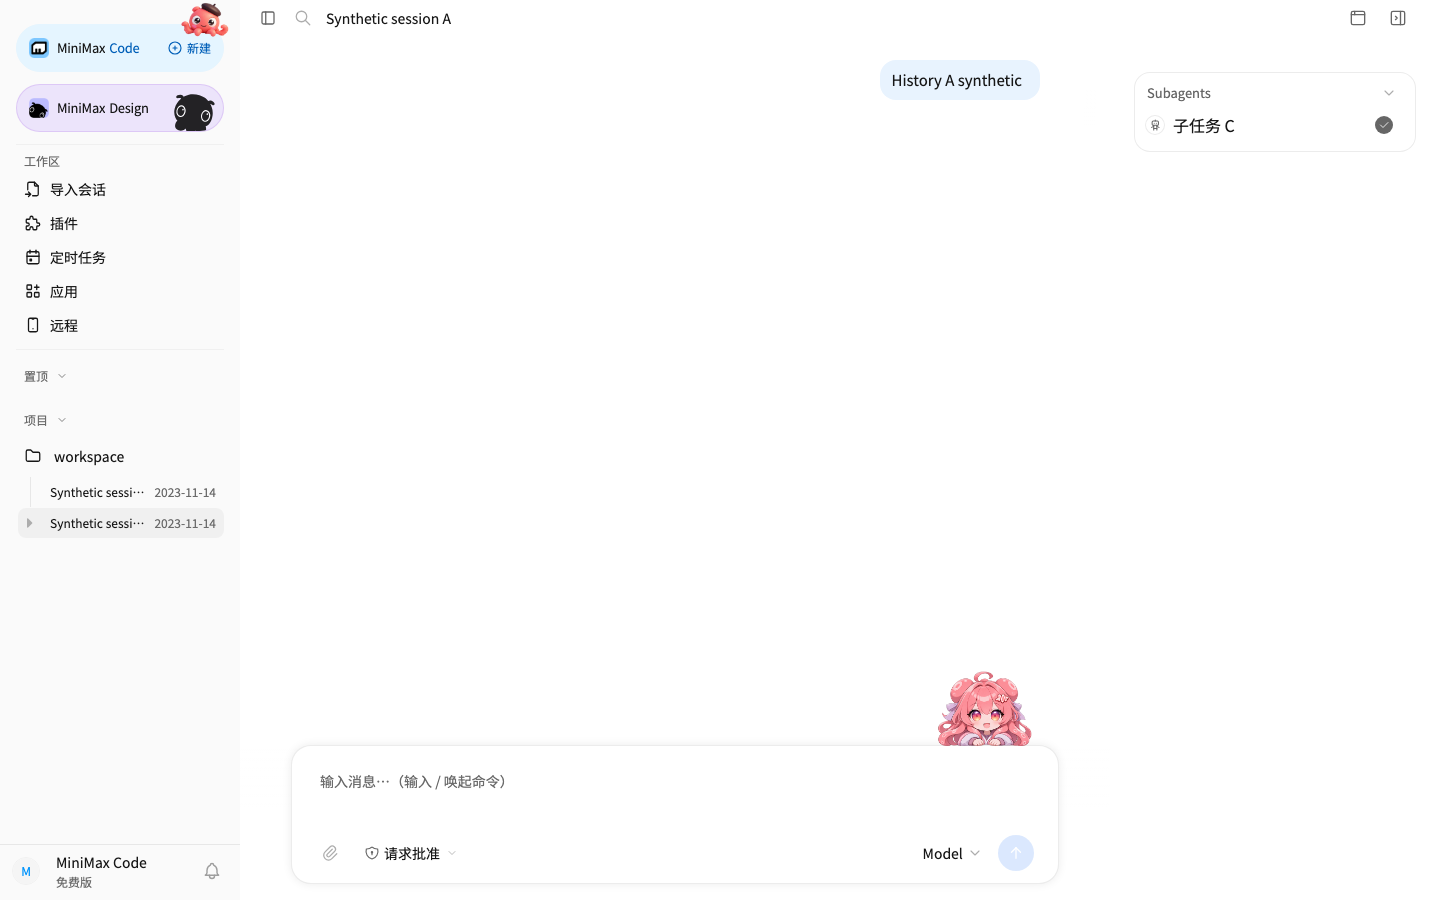 MiniMax Code
新建
MiniMax Design
工作区
导入会话
插件
定时任务
应用
远程
置顶
项目
workspace
Synthetic sessi··· 2023-11-14
Synthetic sessi··· 2023-11-14
M
MiniMax Code
免费版
Synthetic session A
History A synthetic
Subagents
子任务 C
输入消息…（输入 / 唤起命令）
请求批准
Model